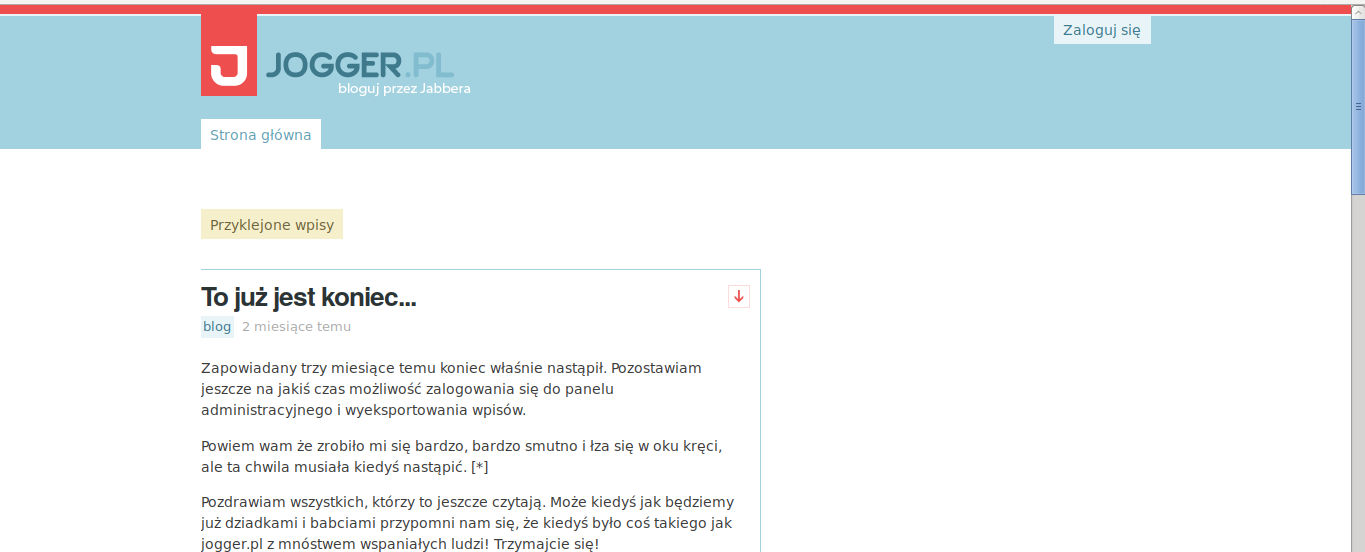 Zaloguj się
J JOGGER.PL
bloguj przez Jabbera
Strona główna
Przyklejone wpisy
To już jest koniec...
blog 2 miesiące temu
Zapowiadany trzy miesiące temu koniec właśnie nastąpił. Pozostawiam
jeszcze na jakiś czas możliwość zalogowania się do panelu
administracyjnego i wyeksportowania wpisów.
Powiem wam że zrobiło mi się bardzo, bardzo smutno i łza się w oku kręci,
ale ta chwila musiała kiedyś nastąpić. [*]
Pozdrawiam wszystkich, którzy to jeszcze czytają. Może kiedyś jak będziemy
już dziadkami i babciami przypomni nam się, że kiedyś było coś takiego jak
jogger.pl z mnóstwem wspaniałych ludzi! Trzymajcie się!